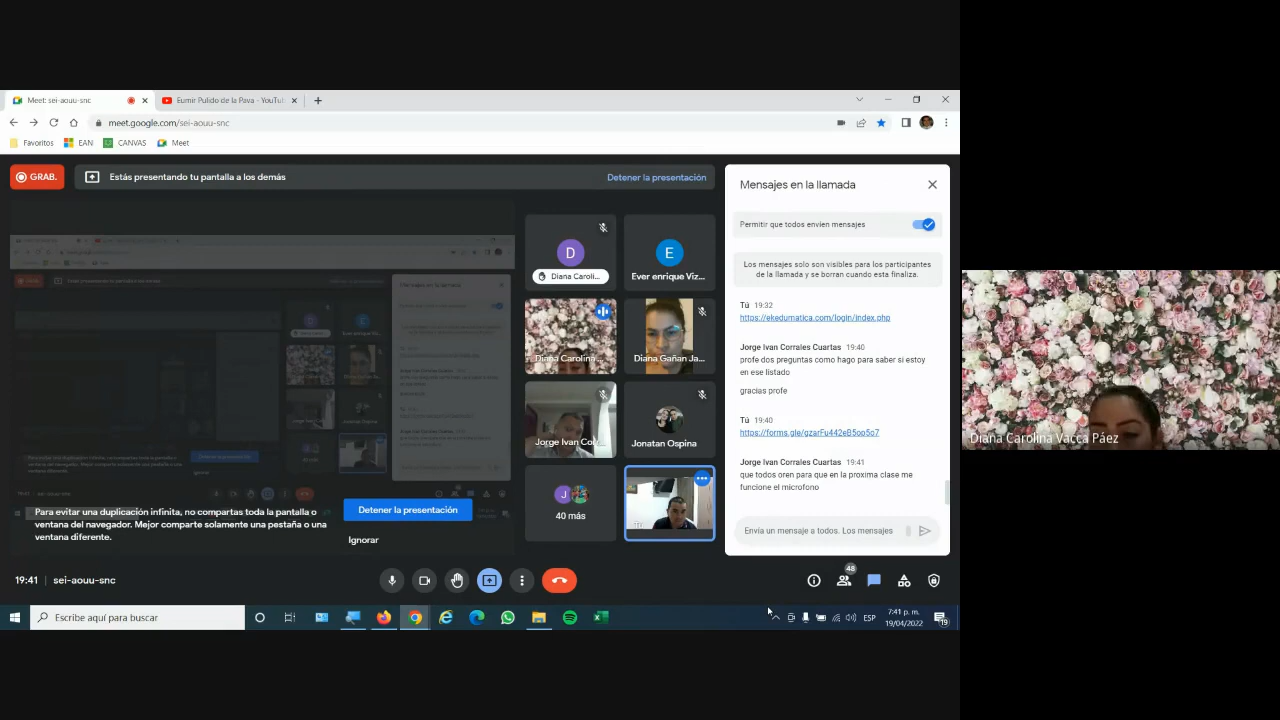 Meet: sei-aouu-snc
Eumir Pulido de la Pava - YouTub
meet.google.com/sei-aouu-snc
Favoritos
EAN
CANVAS
Meet
GRAB.
Estás presentando tu pantalla a los demás
Detener la presentación
Mensajes en la llamada
Permitir que todos envíen mensajes
Los mensajes solo son visibles para los participantes
de la llamada y se borran cuando esta finaliza.
Tú 19:32
https://ekedumatica.com/login/index.php
Jorge Ivan Corrales Cuartas 19:40
profe dos preguntas como hago para saber si estoy
en ese listado
gracias profe
Tú 19:40
https://forms.gle/gzarFu442eB5op5o7
Jorge Ivan Corrales Cuartas 19:41
que todos oren para que en la proxima clase me
funcione el microfono
Envía un mensaje a todos. Los mensajes
D
Diana Caroli...
E
Ever enrique Viz...
Diana Carolina...
Diana Gañan Ja...
Jorge Ivan Cor...
Jonatan Ospina
J
40 más
Tú
Para evitar una duplicación infinita, no compartas toda la pantalla o
ventana del navegador. Mejor comparte solamente una pestaña o una
ventana diferente.
Detener la presentación
Ignorar
19:41
sei-aouu-snc
48
Escribe aquí para buscar
ESP
7:41 p. m.
19/04/2022
19
Diana Carolina Vacca Páez